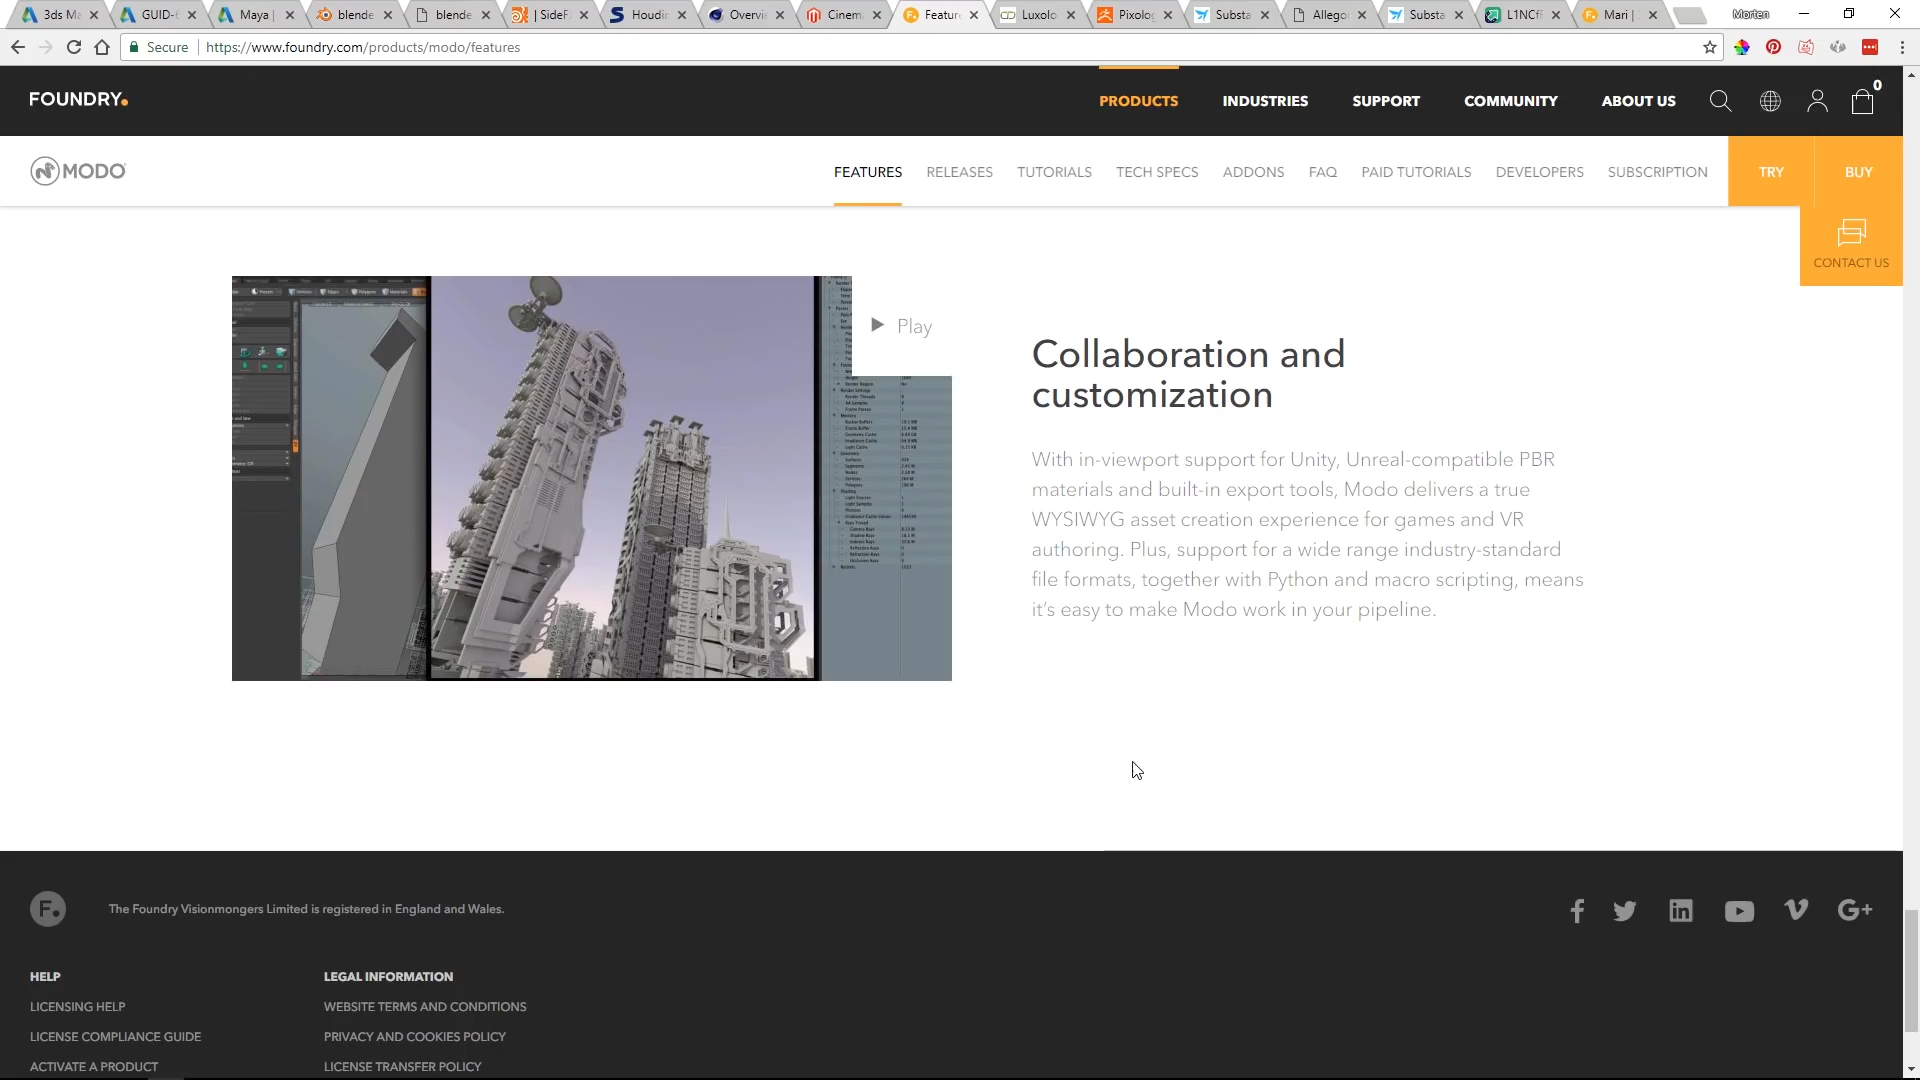 3ds Ma
GUID-6
Maya |
blende
blende
| SideF
Houdin
Overvi
Cinem
Featur
Luxolo
Pixolog
Substa
Allego
Substa
L1NCfl
Mari |
Morten
Secure
https://www.foundry.com/products/modo/features
FOUNDRY.
PRODUCTS
INDUSTRIES
SUPPORT
COMMUNITY
ABOUT US
0
MODO
FEATURES
RELEASES
TUTORIALS
TECH SPECS
ADDONS
FAQ
PAID TUTORIALS
DEVELOPERS
SUBSCRIPTION
TRY
BUY
CONTACT US
Play
Collaboration and
customization
With in-viewport support for Unity, Unreal-compatible PBR
materials and built-in export tools, Modo delivers a true
WYSIWYG asset creation experience for games and VR
authoring. Plus, support for a wide range industry-standard
file formats, together with Python and macro scripting, means
it’s easy to make Modo work in your pipeline.
F.
The Foundry Visionmongers Limited is registered in England and Wales.
HELP
LICENSING HELP
LICENSE COMPLIANCE GUIDE
ACTIVATE A PRODUCT
LEGAL INFORMATION
WEBSITE TERMS AND CONDITIONS
PRIVACY AND COOKIES POLICY
LICENSE TRANSFER POLICY